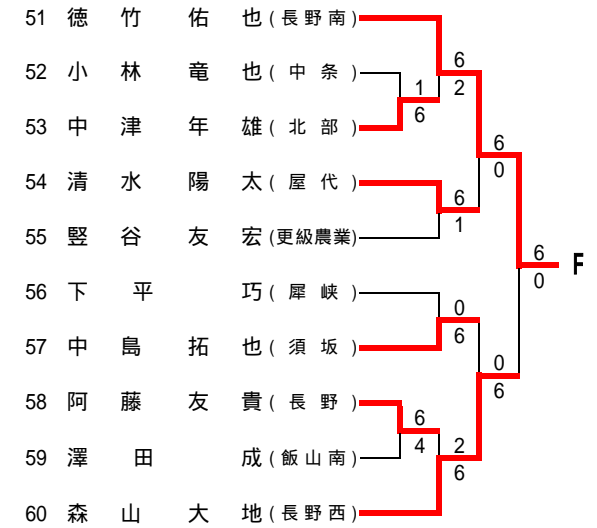 51 徳竹 佑也 (長野南)
6
52 小林 竜也 (中条)
2
1
53 中津 年雄 (北部)
6
6
0
54 清水 陽太 (屋代)
6
1
55 竪谷 友宏 (更級農業)
6
0
F
56 下平 巧 (犀峡)
0
57 中島 拓也 (須坂)
6
0
6
58 阿藤 友貴 (長野)
6
4
59 澤田 成 (飯山南)
2
6
60 森山 大地 (長野西)